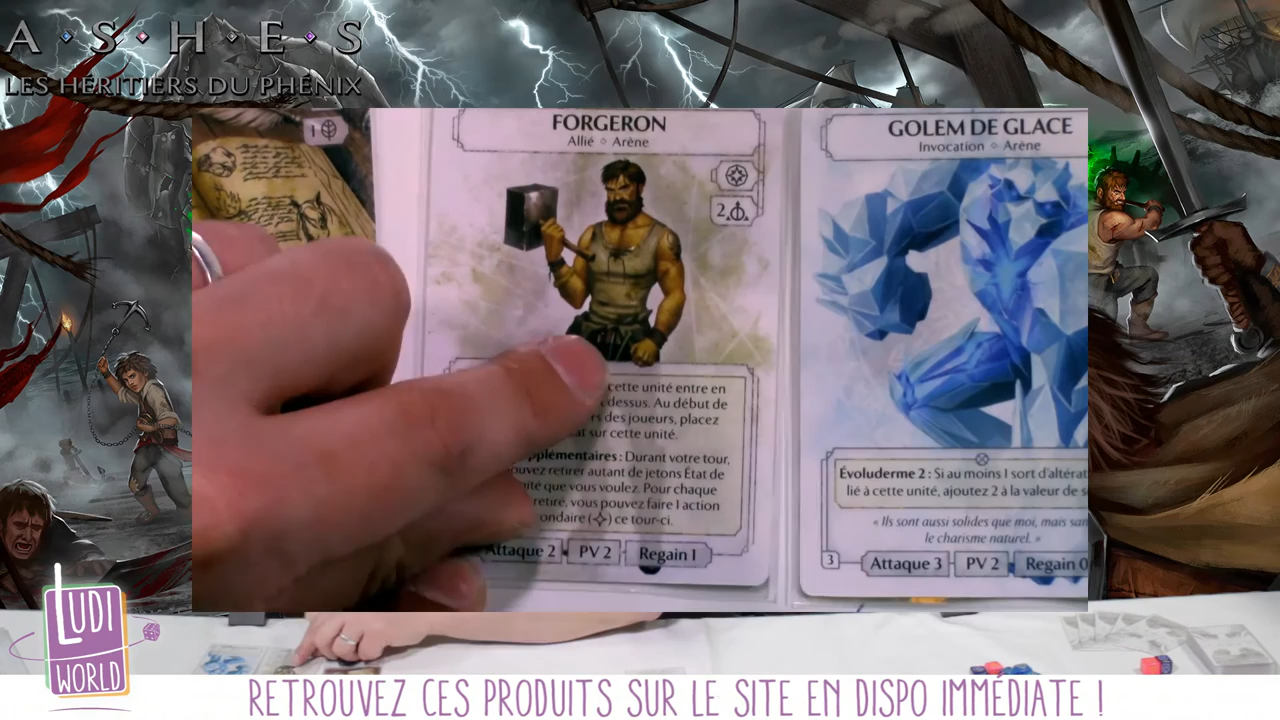 A S H E S
LES HÉRITIERS DU PHÉNIX
1
FORGERON
Allié ◇ Arène
2
cette unité entre en
dessus. Au début de
rs des joueurs, placez
sur cette unité.
pplémentaires : Durant votre tour,
ouvez retirer autant de jetons État de
ité que vous voulez. Pour chaque
retire, vous pouvez faire l action
ondaire ( ) ce tour-ci.
Attaque 2
PV 2
Regain 1
GOLEM DE GLACE
Invocation ◇ Arène
Évoluderme 2 : Si au moins 1 sort d'altérat
lié à cette unité, ajoutez 2 à la valeur de s
« Ils sont aussi solides que moi, mais san
le charisme naturel. »
3
Attaque 3
PV 2
Regain 0
LUDI
WORLD
RETROUVEZ CES PRODUITS SUR LE SITE EN DISPO IMMÉDIATE !